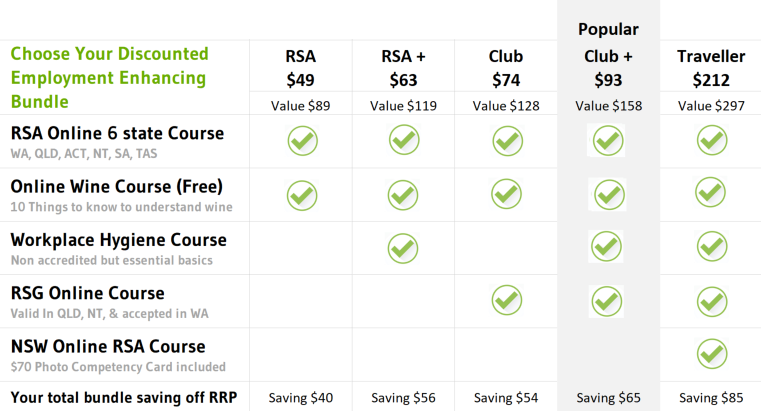 Popular
Choose Your Discounted
Employment Enhancing
Bundle
RSA RSA + Club Club + Traveller
$49 $63 $74 $93 $212
Value $89 Value $119 Value $128 Value $158 Value $297
RSA Online 6 state Course
WA, QLD, ACT, NT, SA, TAS
Online Wine Course (Free)
10 Things to know to understand wine
Workplace Hygiene Course
Non accredited but essential basics
RSG Online Course
Valid In QLD, NT, & accepted in WA
NSW Online RSA Course
$70 Photo Competency Card included
Your total bundle saving off RRP Saving $40 Saving $56 Saving $54 Saving $65 Saving $85